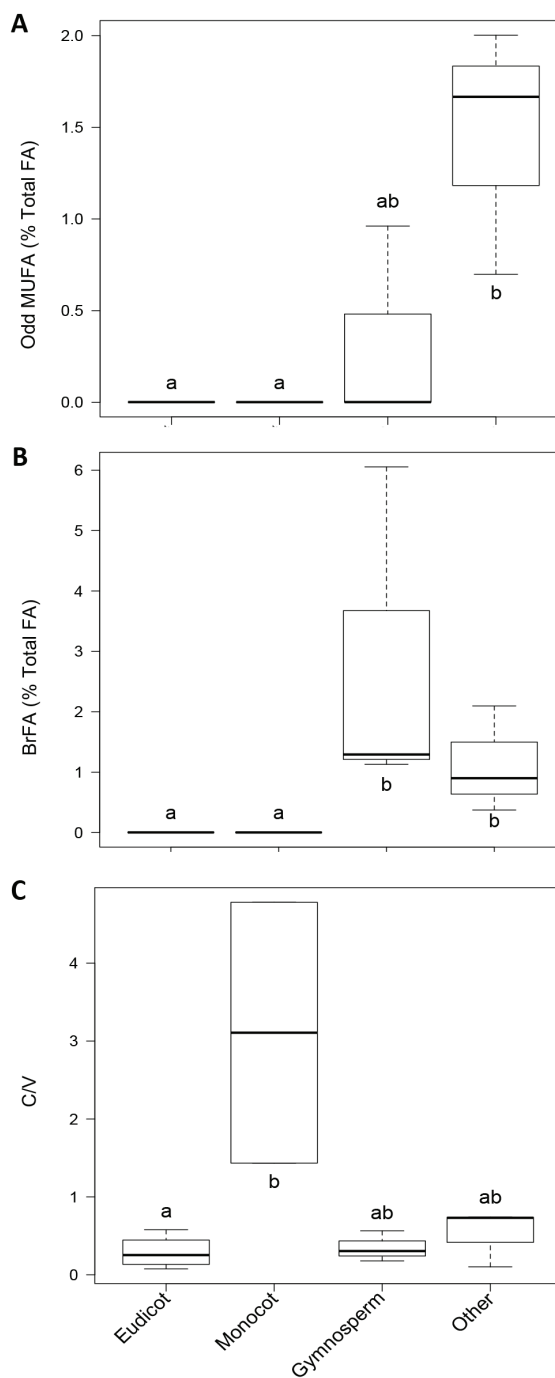 A
Odd MUFA (% Total FA)
2.0
1.5
1.0
0.5
0.0
a
a
ab
b
B
BrFA (% Total FA)
6
5
4
3
2
1
0
a
a
b
b
C
C/V
4
3
2
1
0
a
b
ab
ab
Eudicot
Monocot
Gymnosperm
Other